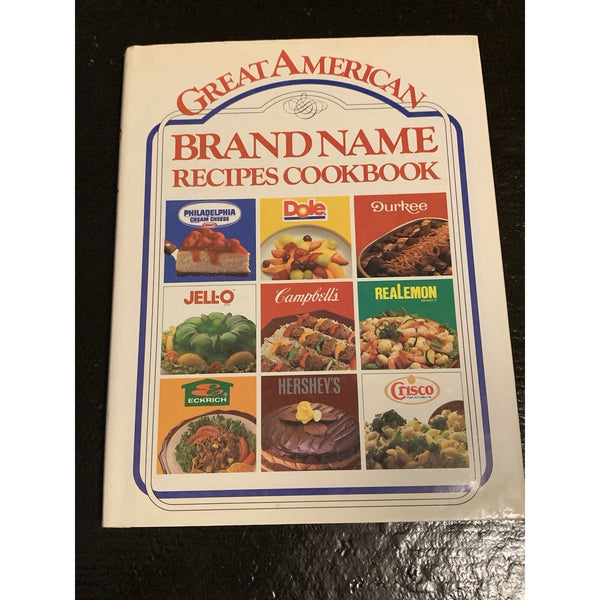 GREAT AMERICAN
BRAND NAME
RECIPES COOKBOOK
PHILADELPHIA
CREAM CHEESE
Dole
Durkee
JELL-O
Campbell's
REALEMON
ECKRICH
HERSHEY'S
Crisco